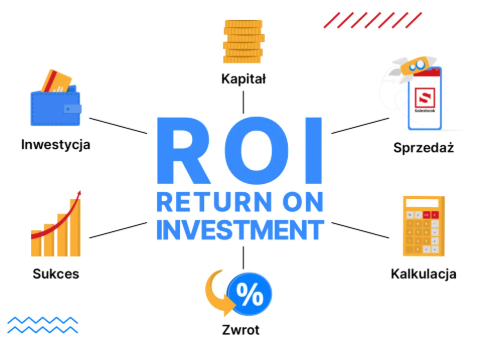 Kapitał
Inwestycja
Sprzedaż
ROI
RETURN ON
INVESTMENT
Sukces
Kalkulacja
%
Zwrot